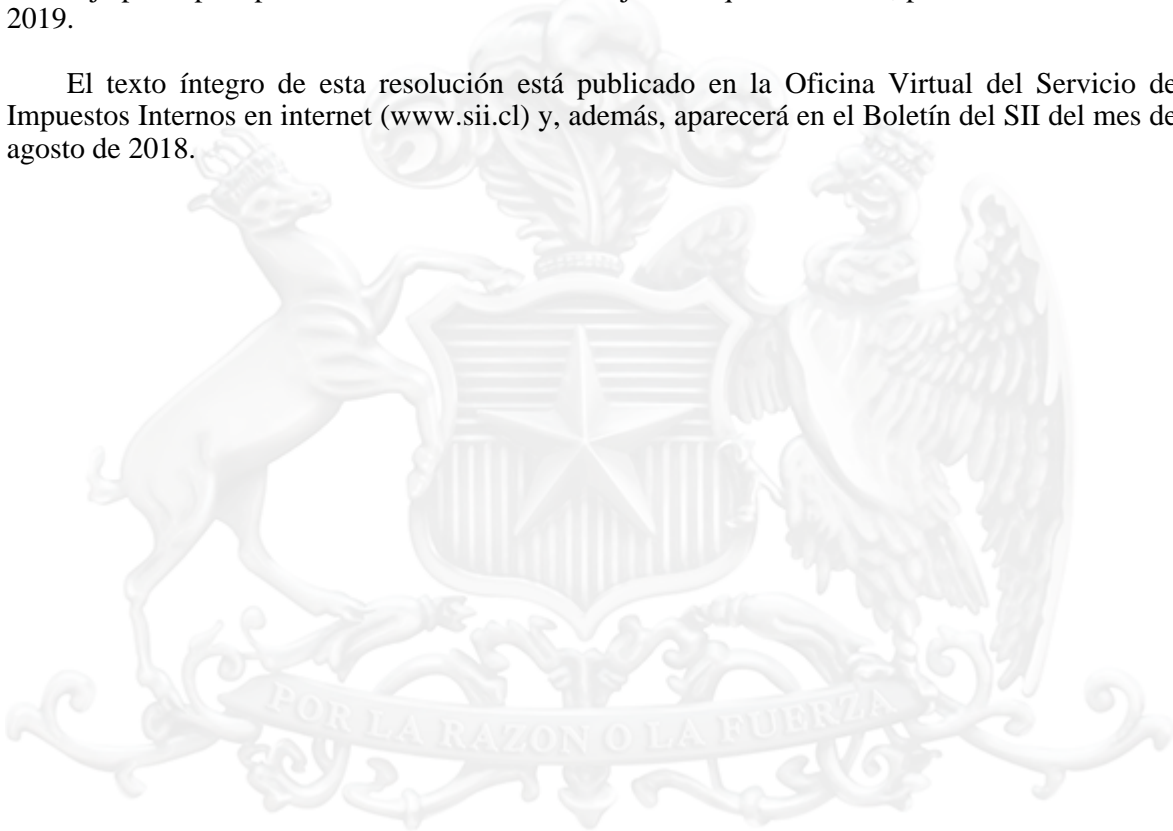 2019.
El texto íntegro de esta resolución está publicado en la Oficina Virtual del Servicio de
Impuestos Internos en internet (www.sii.cl) y, además, aparecerá en el Boletín del SII del mes de
agosto de 2018.
POR LA RAZON O LA FUERZA